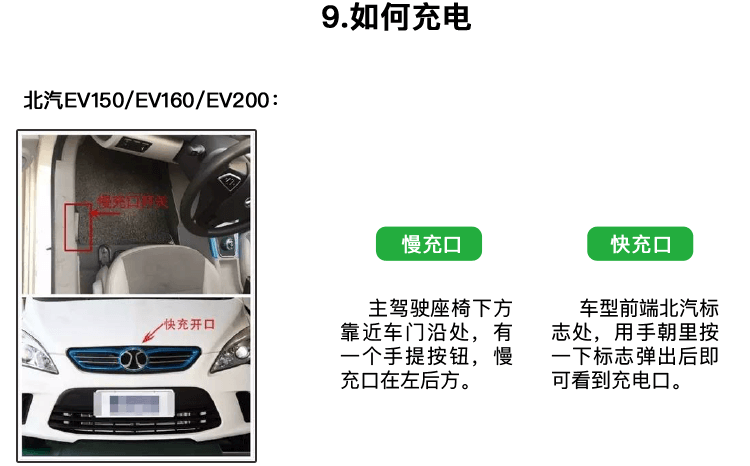 9.如何充电
北汽EV150/EV160/EV200：
慢充口
快充开口
慢充口
快充口
主驾驶座椅下方
靠近车门沿处，有
一个手提按钮，慢
充口在左后方。
车型前端北汽标
志处，用手朝里按
一下标志弹出后即
可看到充电口。